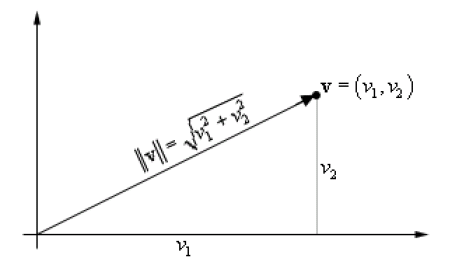 v = (v₁, v₂)
‖v‖ = √v₁² + v₂²
v₂
v₁